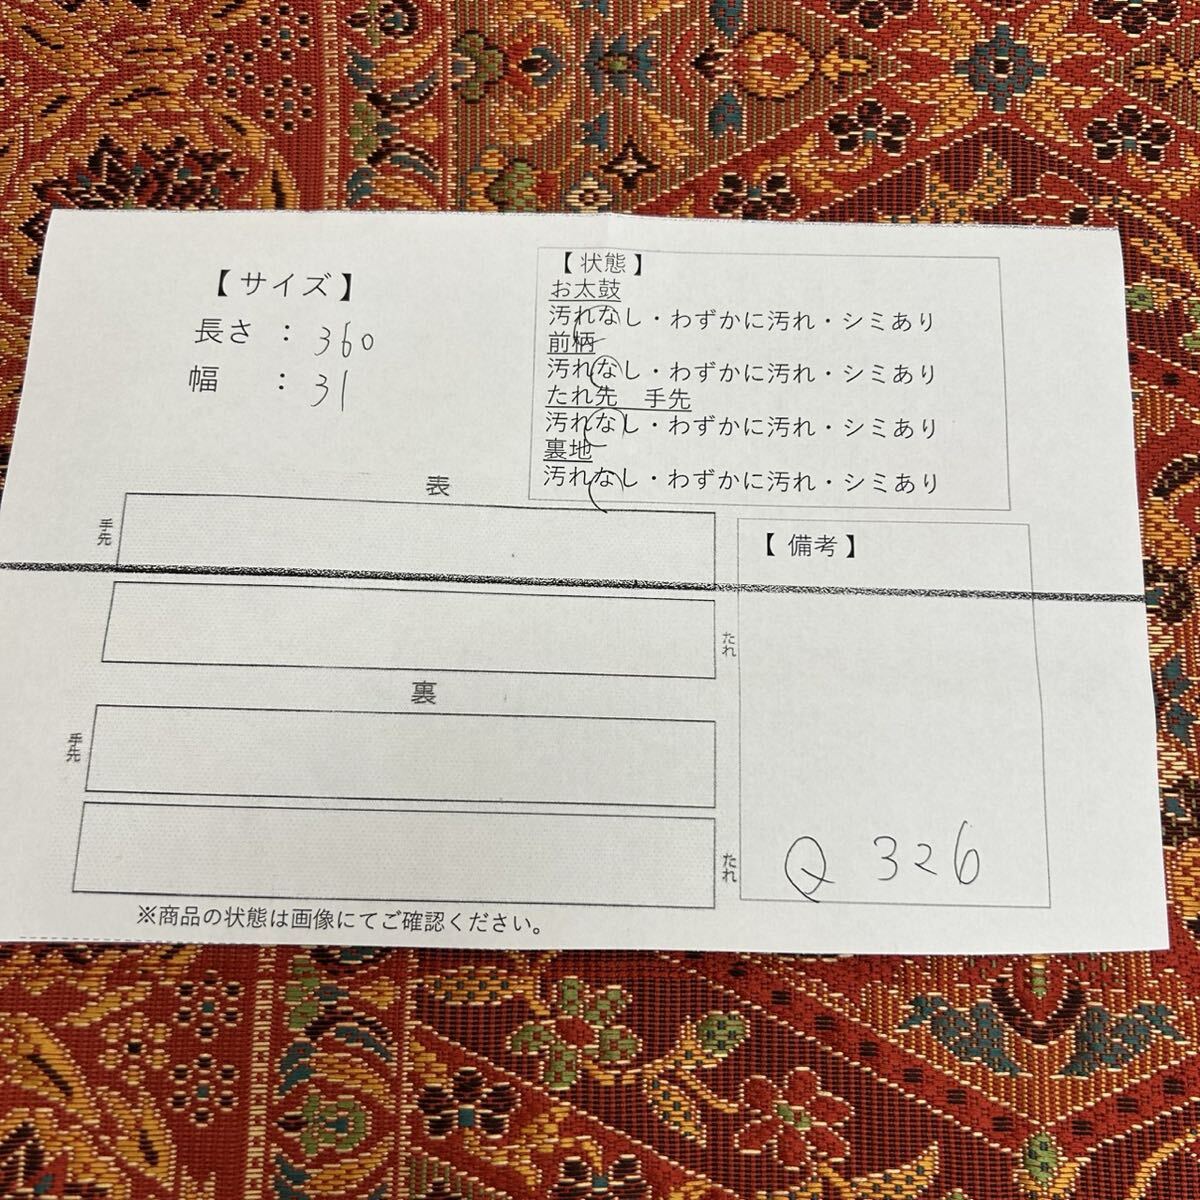 【 サイズ 】
長さ : 360
幅 : 31
【 状態 】
お太鼓
汚れなし・わずかに汚れ・シミあり
前柄
汚れなし・わずかに汚れ・シミあり
たれ先 手先
汚れなし・わずかに汚れ・シミあり
裏地
汚れなし・わずかに汚れ・シミあり
表
手先
たれ
裏
手先
たれ
【 備考 】
Q 326
※商品の状態は画像にてご確認ください。